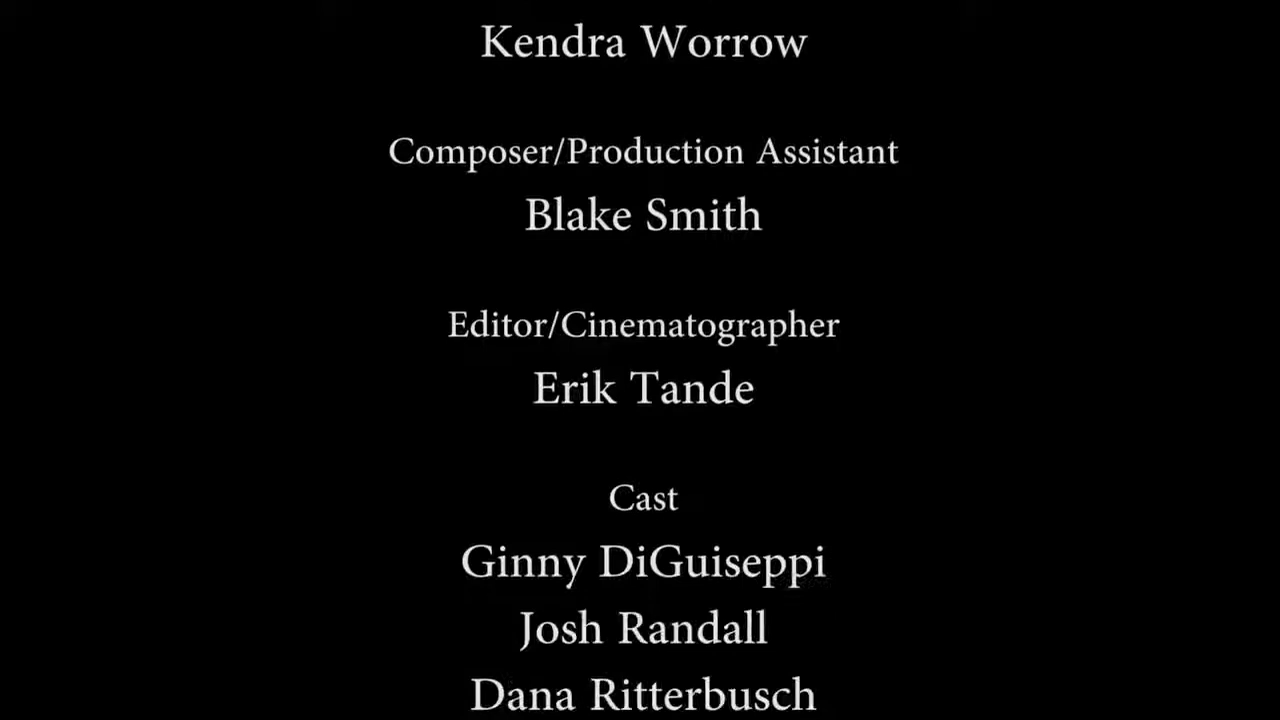 Kendra Worrow
Composer/Production Assistant
Blake Smith
Editor/Cinematographer
Erik Tande
Cast
Ginny DiGuiseppi
Josh Randall
Dana Ritterbusch